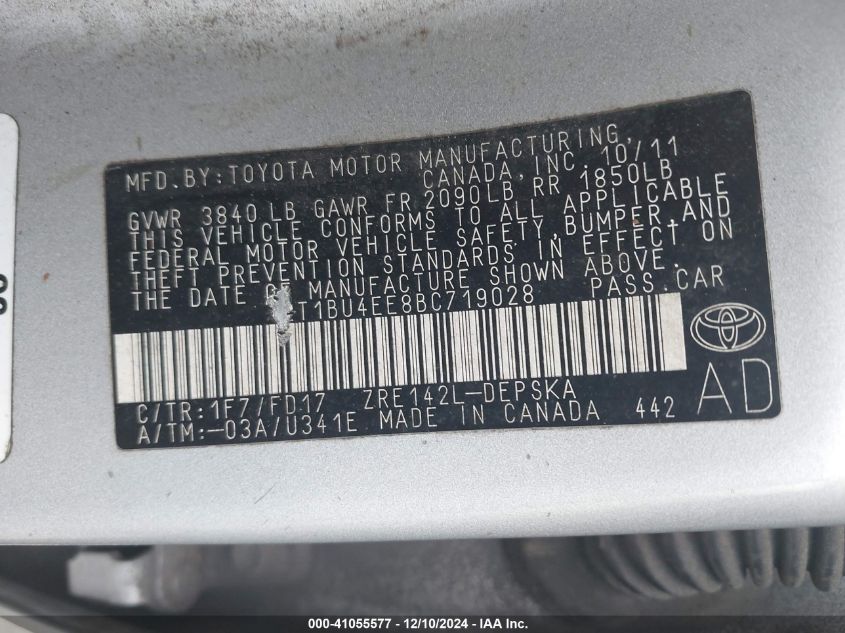 MFD.BY:TOYOTA MOTOR MANUFACTURING,
CANADA,INC. 10/11
GVWR 3840 LB GAWR FR 2090LB RR 1850LB
THIS VEHICLE CONFORMS TO ALL APPLICABLE
FEDERAL MOTOR VEHICLE SAFETY,BUMPER,AND
THEFT PREVENTION STANDARDS IN EFFECT ON
THE DATE OF MANUFACTURE SHOWN ABOVE.
T1BU4EE8BC719028 PASS.CAR
C/TR:1F7/FD17 ZRE142L-DEPSKA
A/TM:-03A/U341E MADE IN CANADA 442
AD
000-41055577 - 12/10/2024 - IAA Inc.